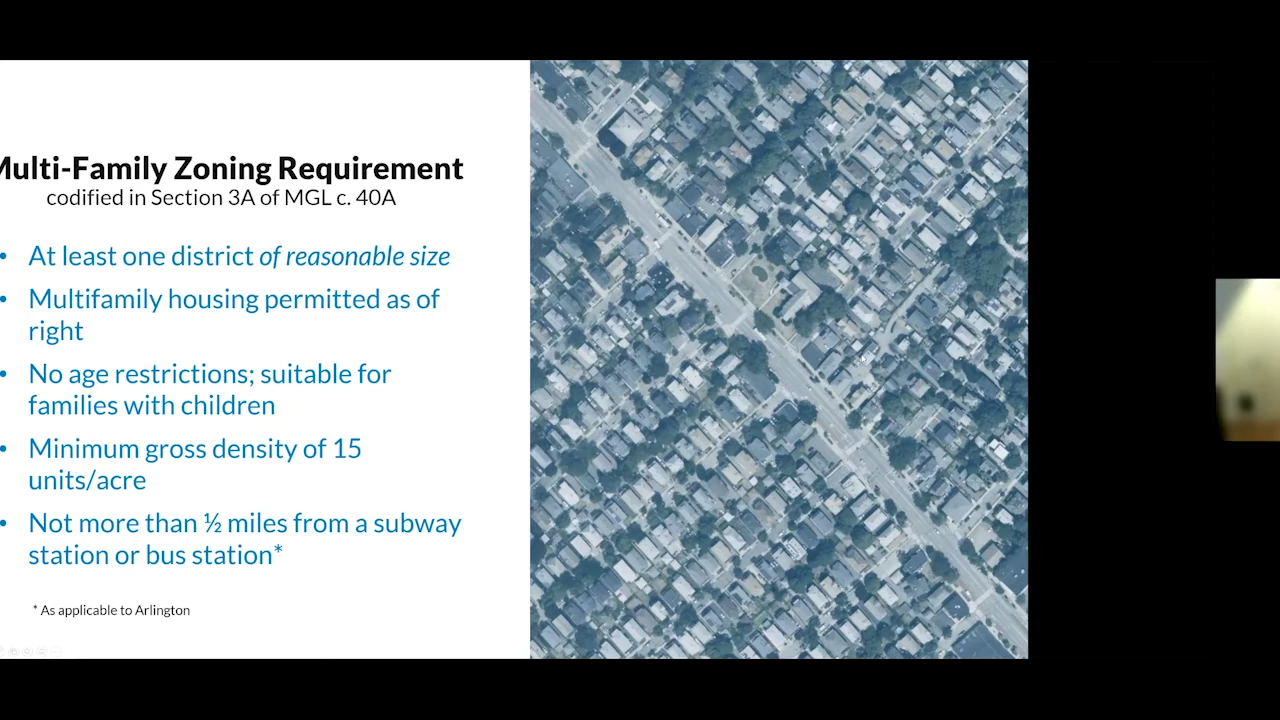 Multi-Family Zoning Requirement
codified in Section 3A of MGL c. 40A
• At least one district of reasonable size
• Multifamily housing permitted as of
right
• No age restrictions; suitable for
families with children
• Minimum gross density of 15
units/acre
• Not more than ½ miles from a subway
station or bus station*
* As applicable to Arlington